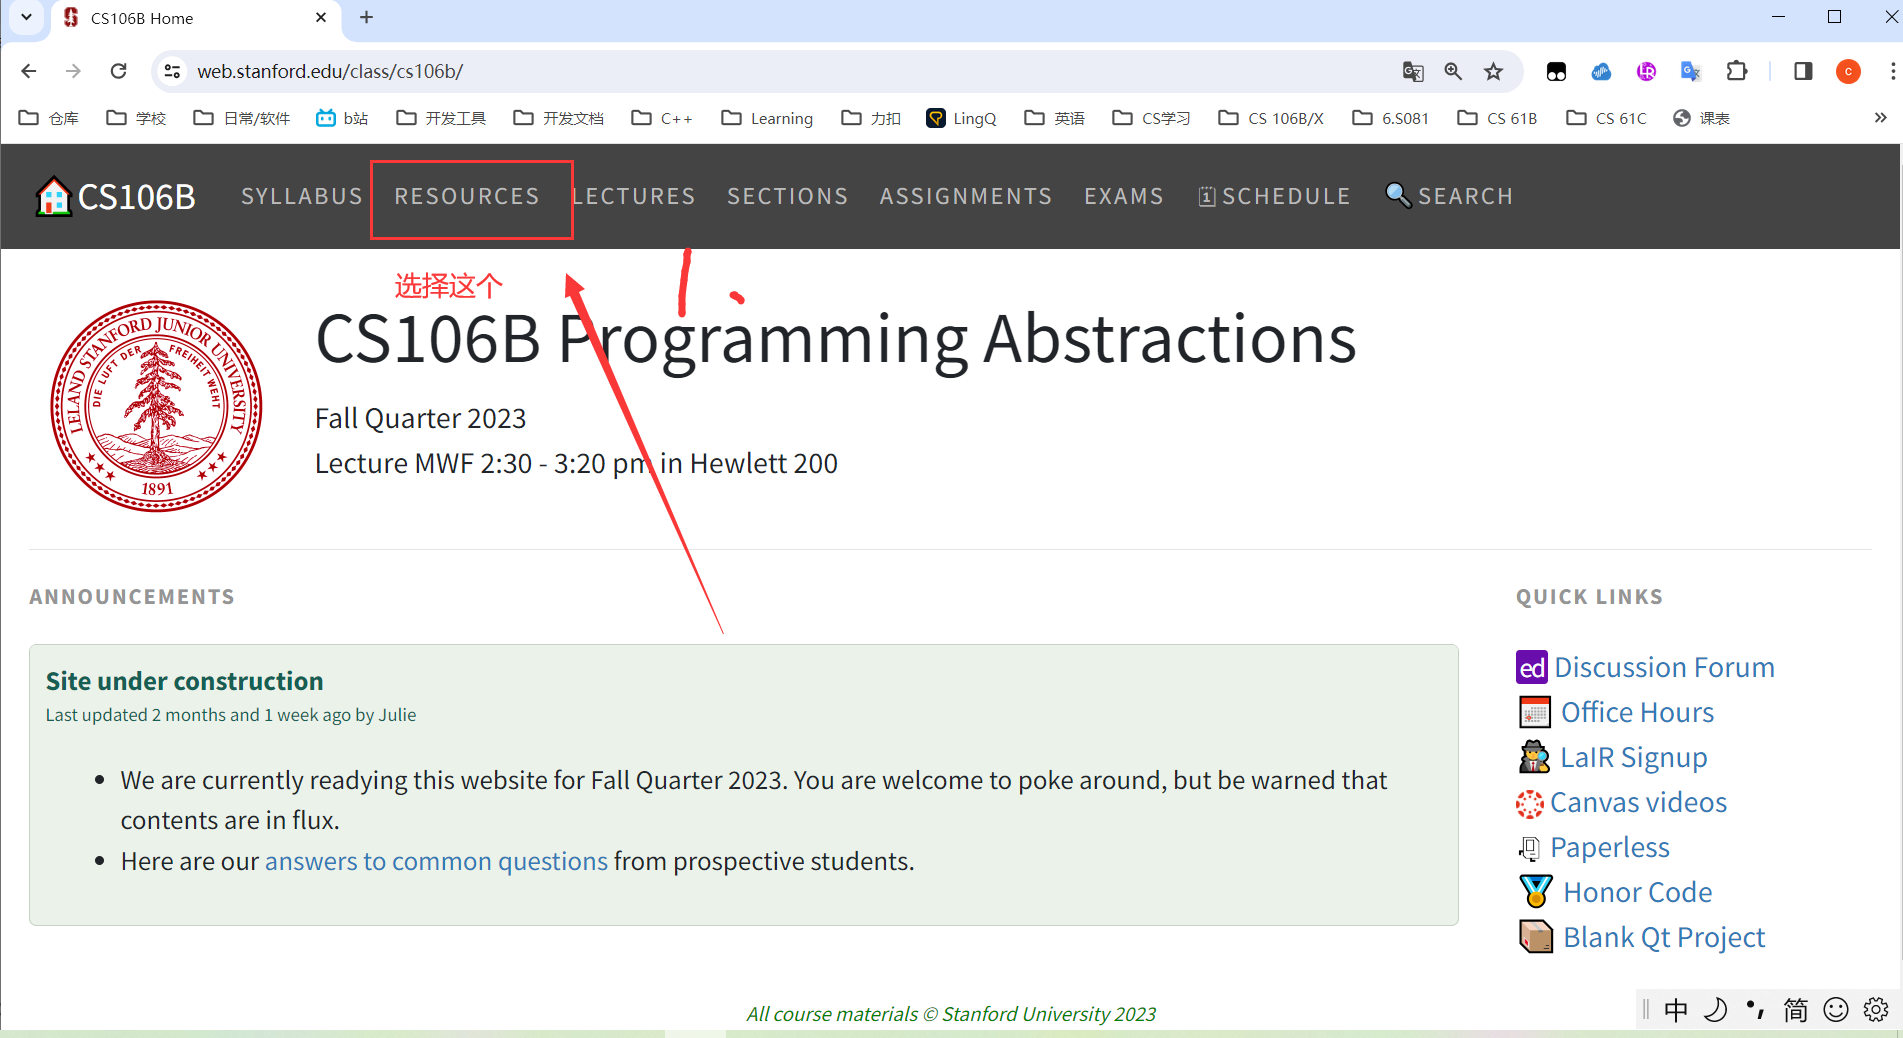 CS106B Home
web.stanford.edu/class/cs106b/
仓库 学校 日常/软件 b站 开发工具 开发文档 C++ Learning 力扣 LingQ 英语 CS学习 CS 106B/X 6.S081 CS 61B CS 61C 课表
CS106B SYLLABUS RESOURCES LECTURES SECTIONS ASSIGNMENTS EXAMS SCHEDULE SEARCH
选择这个
LELAND STANFORD JUNIOR UNIVERSITY
DIE LUFT DER FREIHEIT WEHT
1891
CS106B Programming Abstractions
Fall Quarter 2023
Lecture MWF 2:30 - 3:20 pm in Hewlett 200
ANNOUNCEMENTS
Site under construction
Last updated 2 months and 1 week ago by Julie
• We are currently readying this website for Fall Quarter 2023. You are welcome to poke around, but be warned that
contents are in flux.
• Here are our answers to common questions from prospective students.
QUICK LINKS
ed Discussion Forum
Office Hours
LaIR Signup
Canvas videos
Paperless
Honor Code
Blank Qt Project
All course materials © Stanford University 2023
中 简